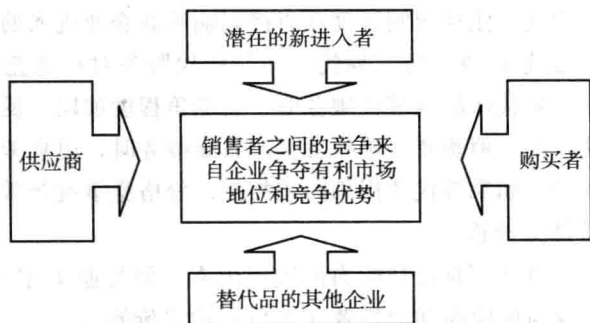 潜在的新进入者
供应商
销售者之间的竞争来
自企业争夺有利市场
地位和竞争优势
购买者
替代品的其他企业